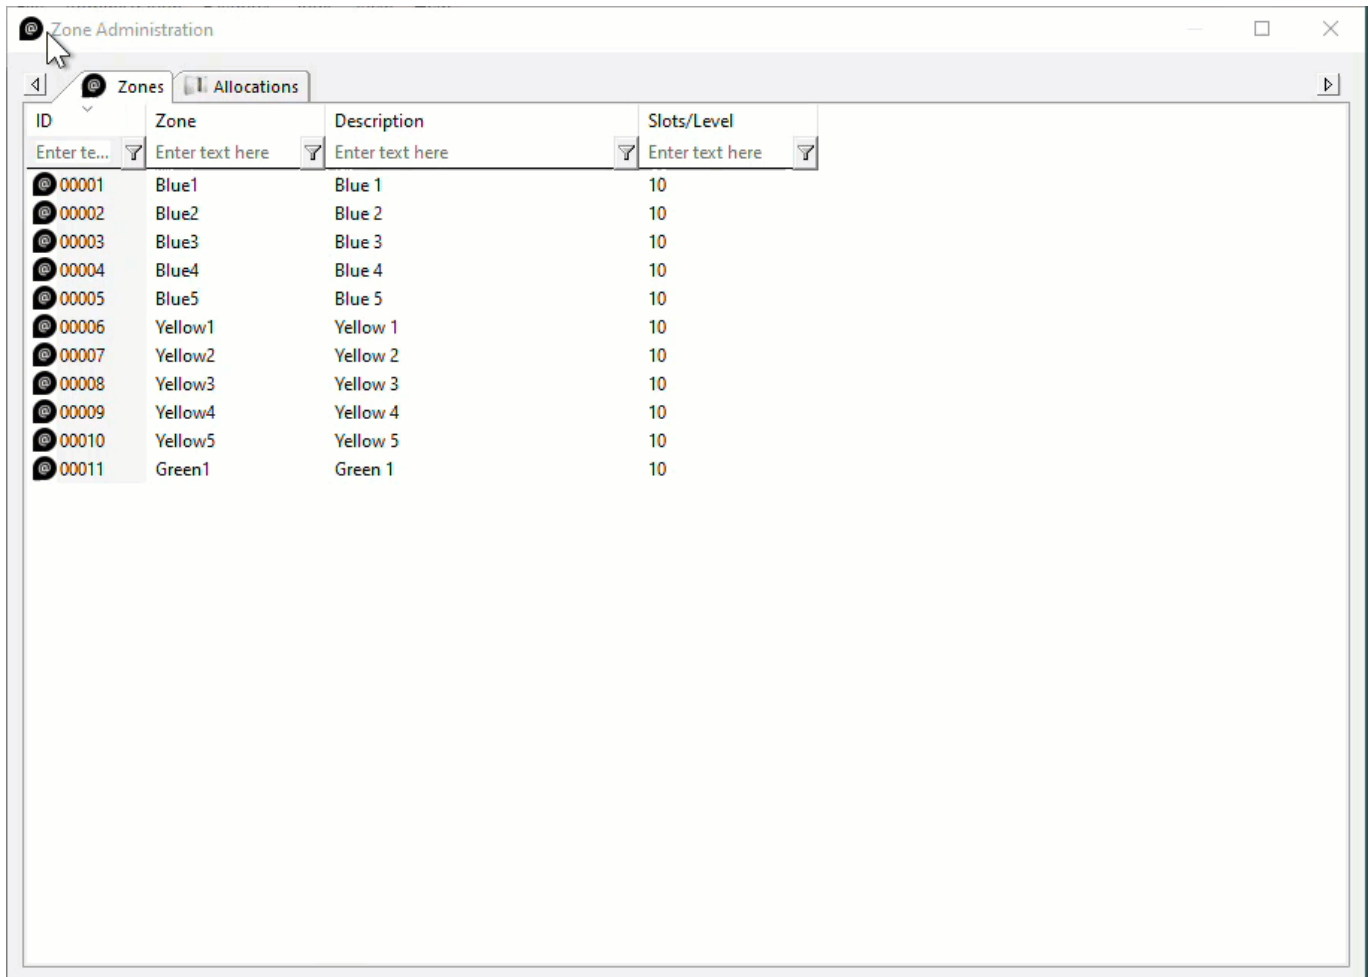 Zone Administration
Zones Allocations
ID Zone Description Slots/Level
Enter te... Enter text here Enter text here Enter text here
@ 00001 Blue1 Blue 1 10
@ 00002 Blue2 Blue 2 10
@ 00003 Blue3 Blue 3 10
@ 00004 Blue4 Blue 4 10
@ 00005 Blue5 Blue 5 10
@ 00006 Yellow1 Yellow 1 10
@ 00007 Yellow2 Yellow 2 10
@ 00008 Yellow3 Yellow 3 10
@ 00009 Yellow4 Yellow 4 10
@ 00010 Yellow5 Yellow 5 10
@ 00011 Green1 Green 1 10